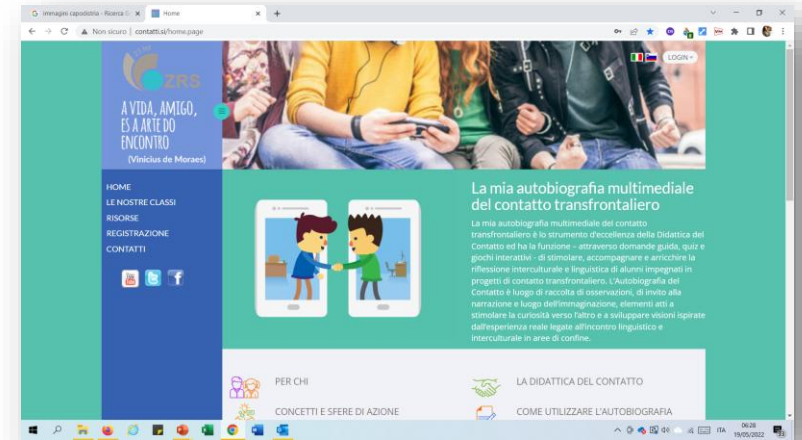 immagini capodistria - Ricerca
Home
Non sicuro | contatti.si/home.page
LOGIN
ZRS
A VIDA, AMIGO,
ES A ARTE DO
ENCONTRO
(Vinicius de Moraes)
HOME
LE NOSTRE CLASSI
RISORSE
REGISTRAZIONE
CONTATTI
La mia autobiografia multimediale
del contatto transfrontaliero
La mia autobiografia multimediale del contatto
transfrontaliero è lo strumento d'eccellenza della Didattica del
Contatto ed ha la funzione – attraverso domande guida, quiz e
giochi interattivi - di stimolare, accompagnare e arricchire la
riflessione interculturale e linguistica di alunni impegnati in
progetti di contatto transfrontaliero. L'Autobiografia del
Contatto è luogo di raccolta di osservazioni, di invito alla
narrazione e luogo dell'immaginazione, elementi atti a
stimolare la curiosità verso l'altro e a sviluppare visioni ispirate
dall'esperienza reale legate all'incontro linguistico e
interculturale in aree di confine.
PER CHI
LA DIDATTICA DEL CONTATTO
CONCETTI E SFERE DI AZIONE
COME UTILIZZARE L'AUTOBIOGRAFIA
ITA
06:28
19/05/2022